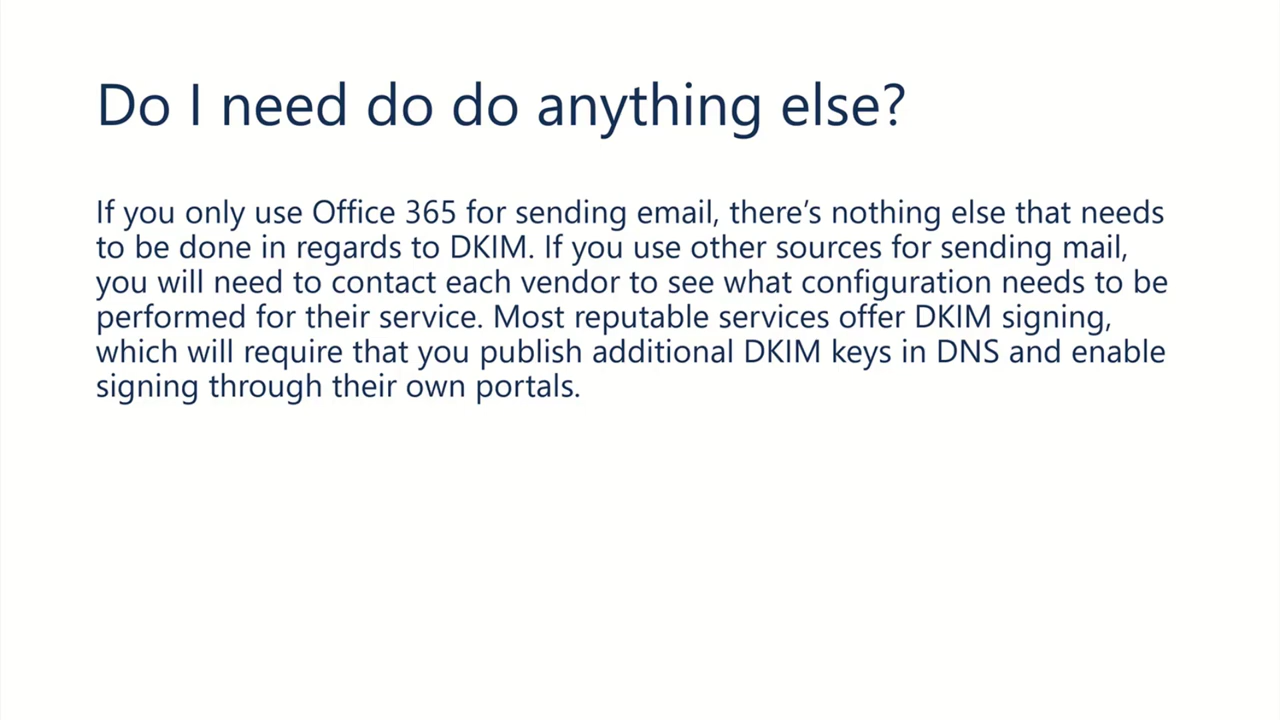 Do I need do do anything else?
If you only use Office 365 for sending email, there’s nothing else that needs
to be done in regards to DKIM. If you use other sources for sending mail,
you will need to contact each vendor to see what configuration needs to be
performed for their service. Most reputable services offer DKIM signing,
which will require that you publish additional DKIM keys in DNS and enable
signing through their own portals.